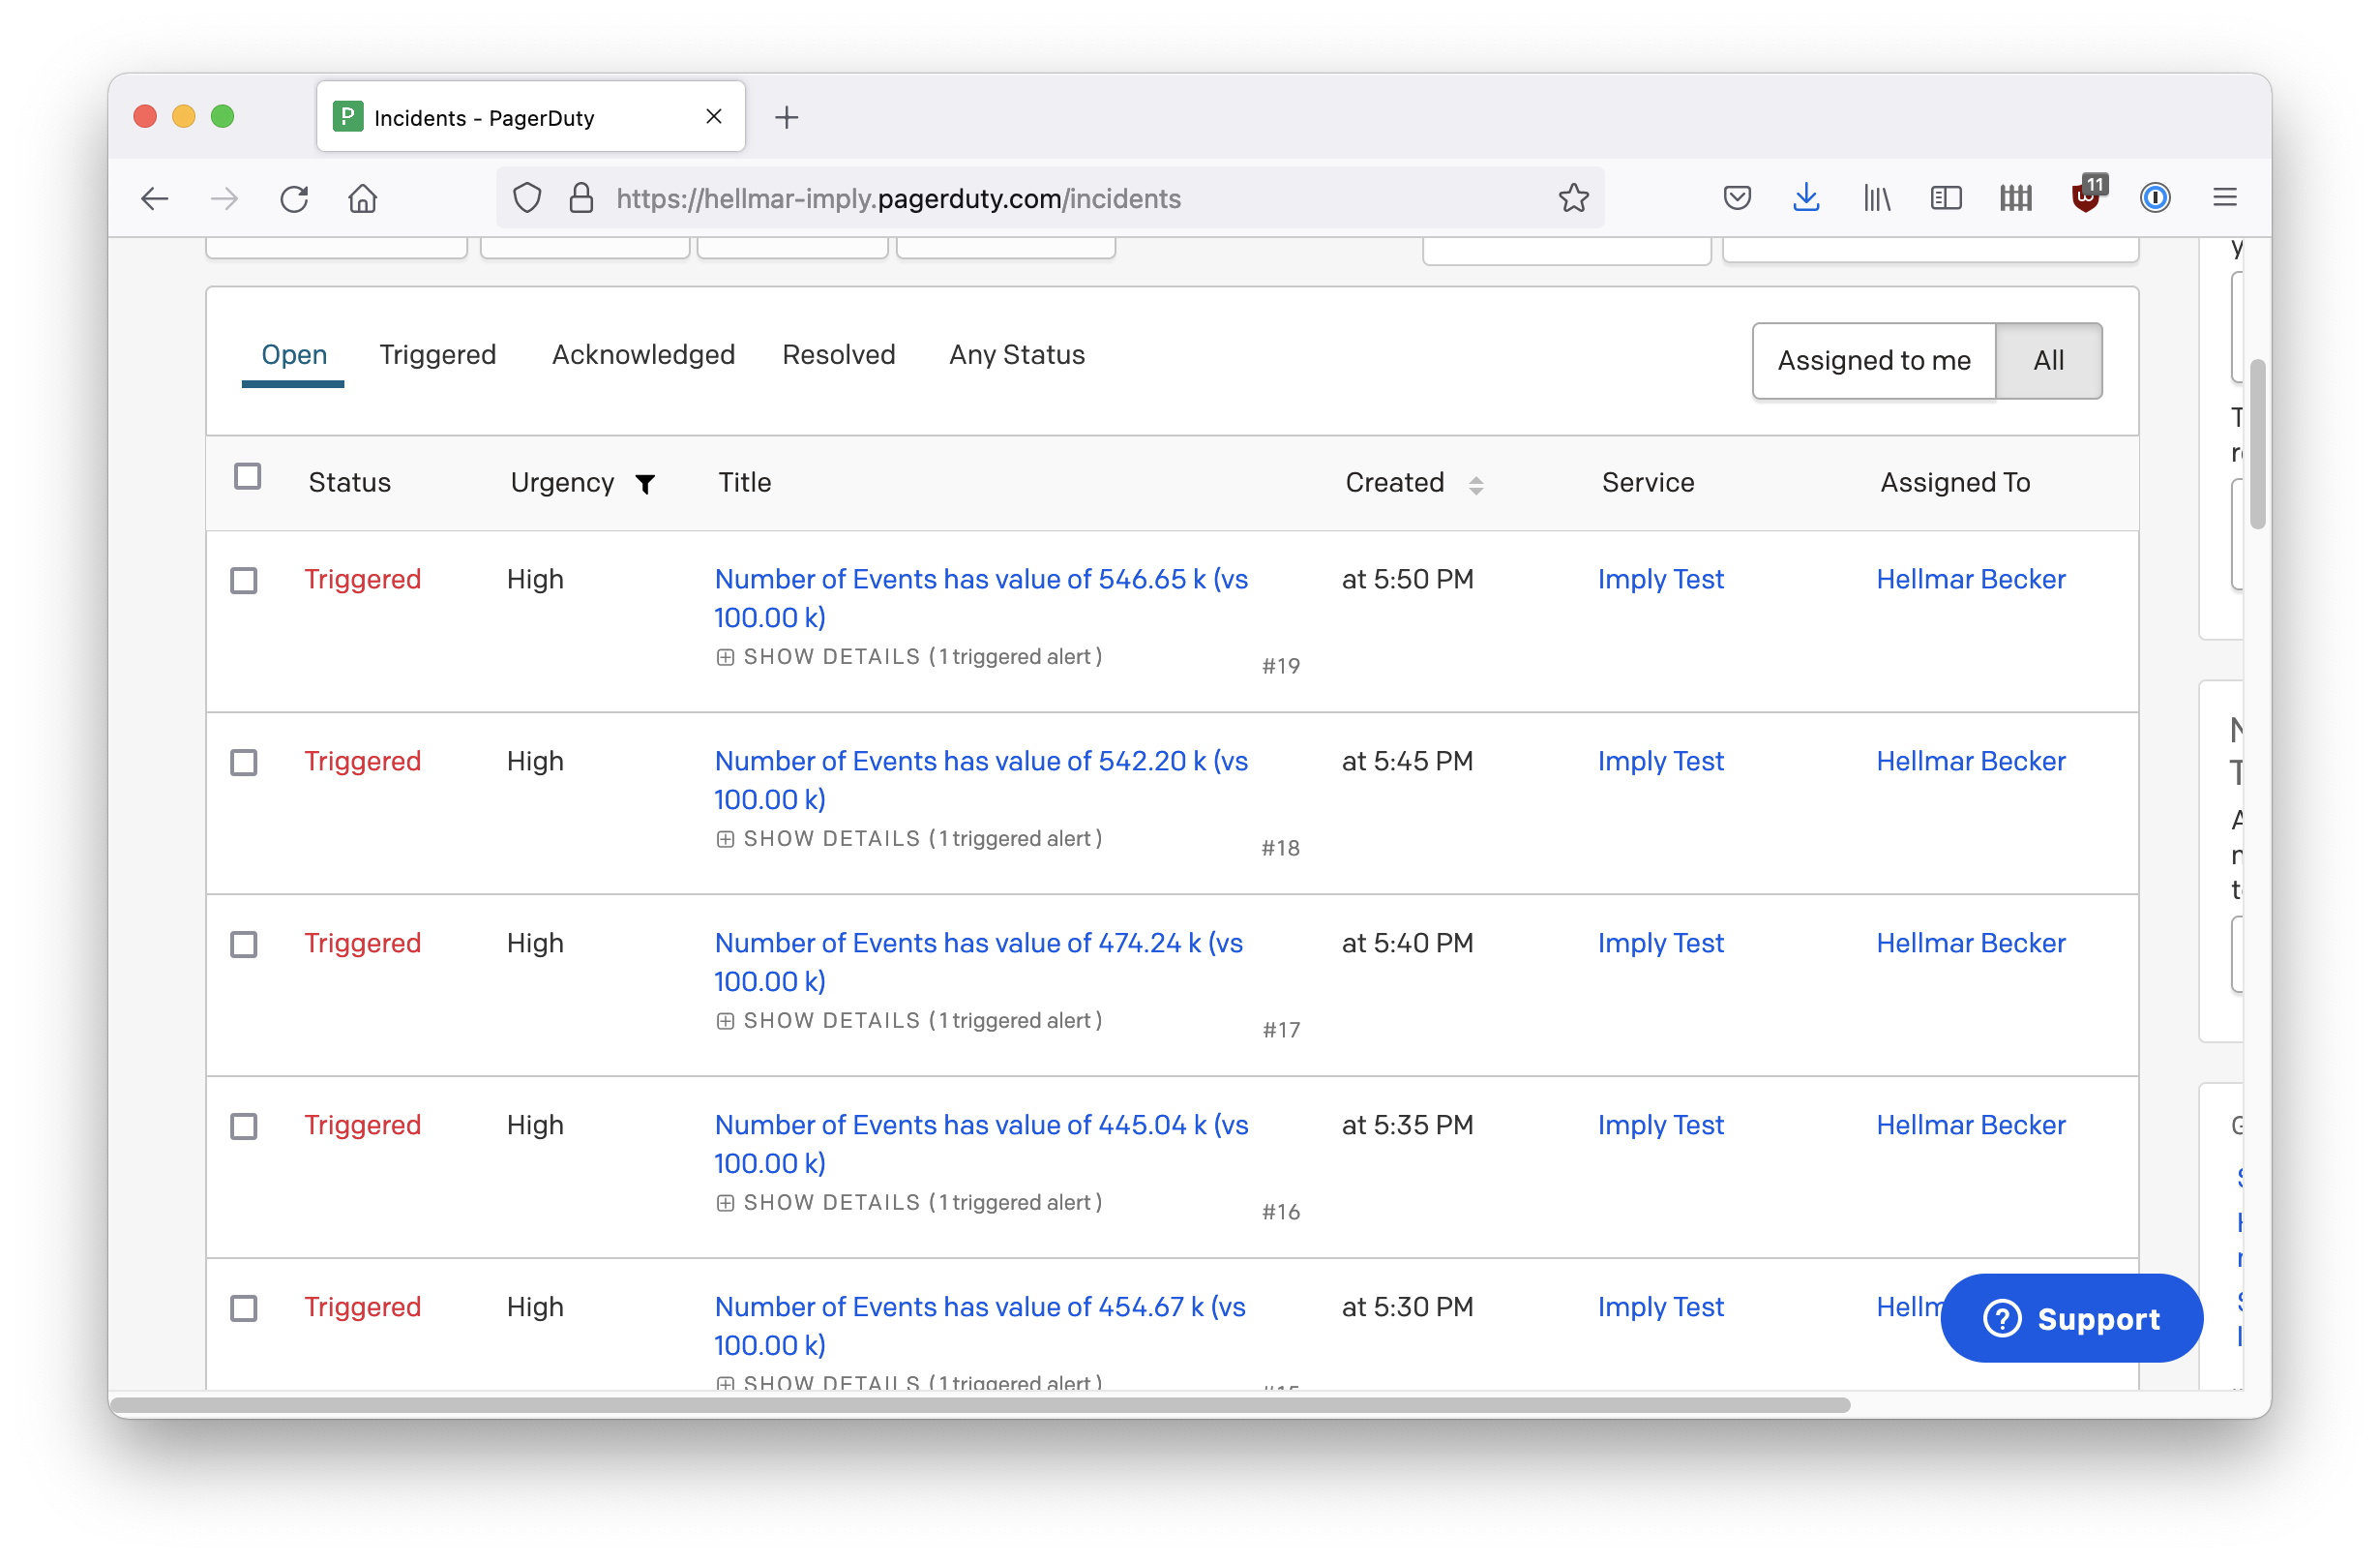 Incidents - PagerDuty
https://hellmar-imply.pagerduty.com/incidents
11
Open Triggered Acknowledged Resolved Any Status
Assigned to me All
Status Urgency Title Created Service Assigned To
Triggered High Number of Events has value of 546.65 k (vs at 5:50 PM Imply Test Hellmar Becker
100.00 k)
SHOW DETAILS (1 triggered alert)
#19
Triggered High Number of Events has value of 542.20 k (vs at 5:45 PM Imply Test Hellmar Becker
100.00 k)
SHOW DETAILS (1 triggered alert)
#18
Triggered High Number of Events has value of 474.24 k (vs at 5:40 PM Imply Test Hellmar Becker
100.00 k)
SHOW DETAILS (1 triggered alert)
#17
Triggered High Number of Events has value of 445.04 k (vs at 5:35 PM Imply Test Hellmar Becker
100.00 k)
SHOW DETAILS (1 triggered alert)
#16
Triggered High Number of Events has value of 454.67 k (vs at 5:30 PM Imply Test
100.00 k)
SHOW DETAILS (1 triggered alert)
Support